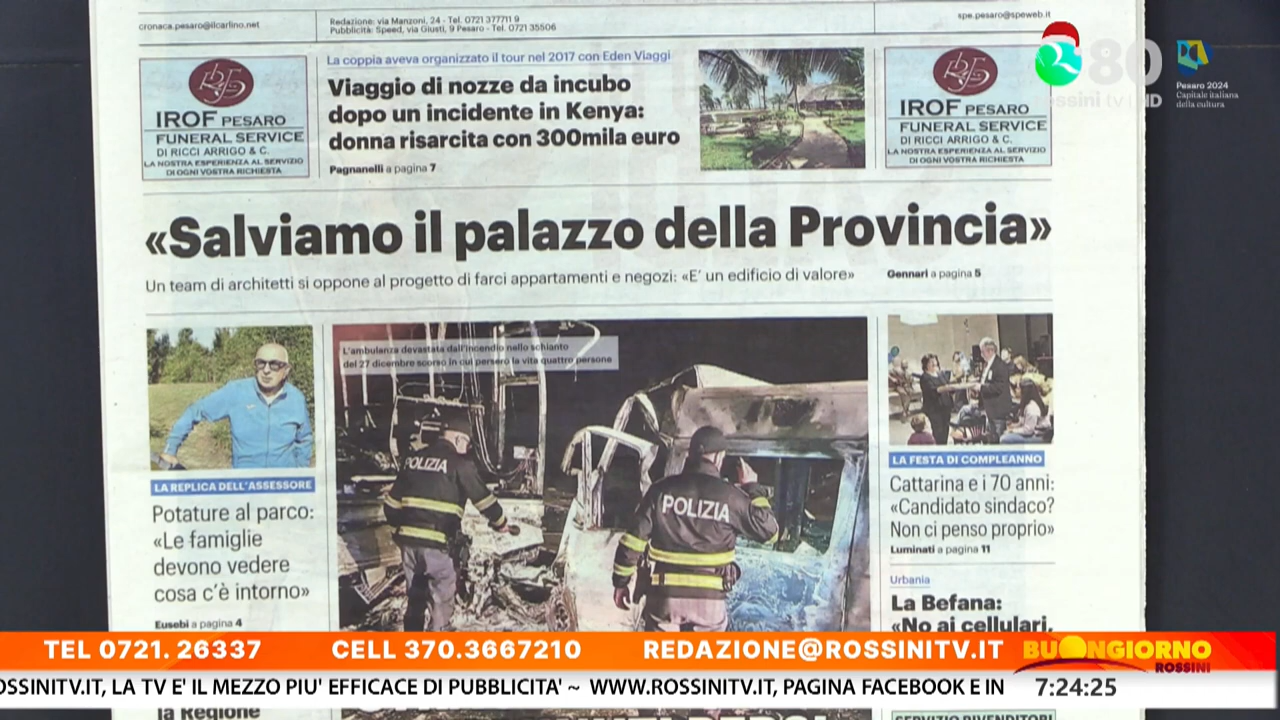 cronaca.pesaro@ilcarlino.net
Redazione: via Manzoni, 24 - Tel. 0721 377711
Pubblicità: Speed, via Giusti, 9 Pesaro - Tel. 0721 35506
spe.pesaro@speweb.it
IROF PESARO
FUNERAL SERVICE
DI RICCI ARRIGO & C.
LA NOSTRA ESPERIENZA AL SERVIZIO
DI OGNI VOSTRA RICHIESTA
La coppia aveva organizzato il tour nel 2017 con Eden Viaggi
Viaggio di nozze da incubo
dopo un incidente in Kenya:
donna risarcita con 300mila euro
Pagnanelli a pagina 7
IROF PESARO
FUNERAL SERVICE
DI RICCI ARRIGO & C.
LA NOSTRA ESPERIENZA AL SERVIZIO
DI OGNI VOSTRA RICHIESTA
80
rossini tv HD
Pesaro 2024
Capitale italiana
della cultura
«Salviamo il palazzo della Provincia»
Un team di architetti si oppone al progetto di farci appartamenti e negozi: «E' un edificio di valore»
Gennari a pagina 5
L'ambulanza devastata dall'incendio nello schianto
del 27 dicembre scorso in cui persero la vita quattro persone
POLIZIA
POLIZIA
LA REPLICA DELL'ASSESSORE
Potature al parco:
«Le famiglie
devono vedere
cosa c'è intorno»
Eusebi a pagina 4
LA FESTA DI COMPLEANNO
Cattarina e i 70 anni:
«Candidato sindaco?
Non ci penso proprio»
Luminati a pagina 11
Urbania
La Befana:
«No ai cellulari,
TEL 0721. 26337
CELL 370.3667210
REDAZIONE@ROSSINITV.IT
BUONGIORNO
ROSSINI
OSSINITV.IT, LA TV E' IL MEZZO PIU' EFFICACE DI PUBBLICITA' ~ WWW.ROSSINITV.IT, PAGINA FACEBOOK E IN
7:24:25
la Regione
SERVIZIO RIVENDITORI